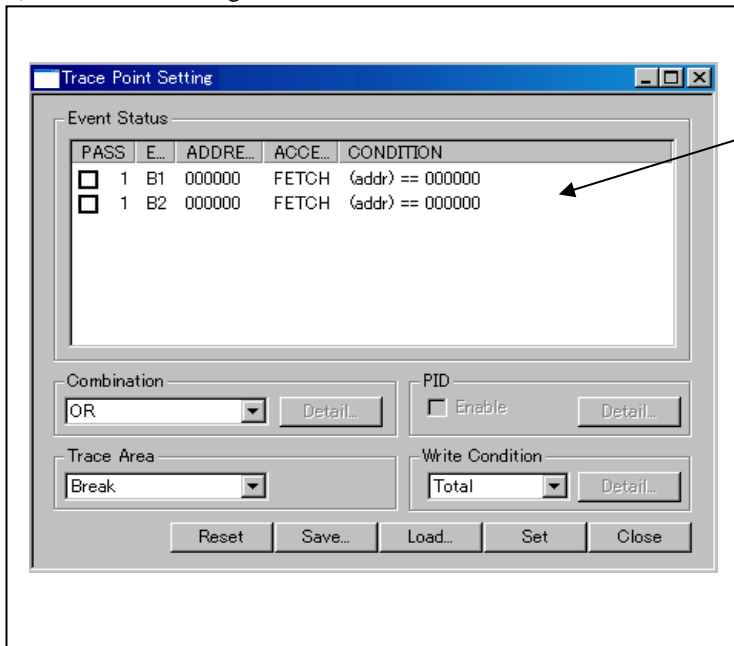 Trace Point Setting
Event Status
PASS E... ADDRE... ACCE... CONDITION
1 B1 000000 FETCH (addr) == 000000
1 B2 000000 FETCH (addr) == 000000
Combination
OR Detail...
PID
Enable Detail...
Trace Area
Break
Write Condition
Total Detail...
Reset Save... Load... Set Close